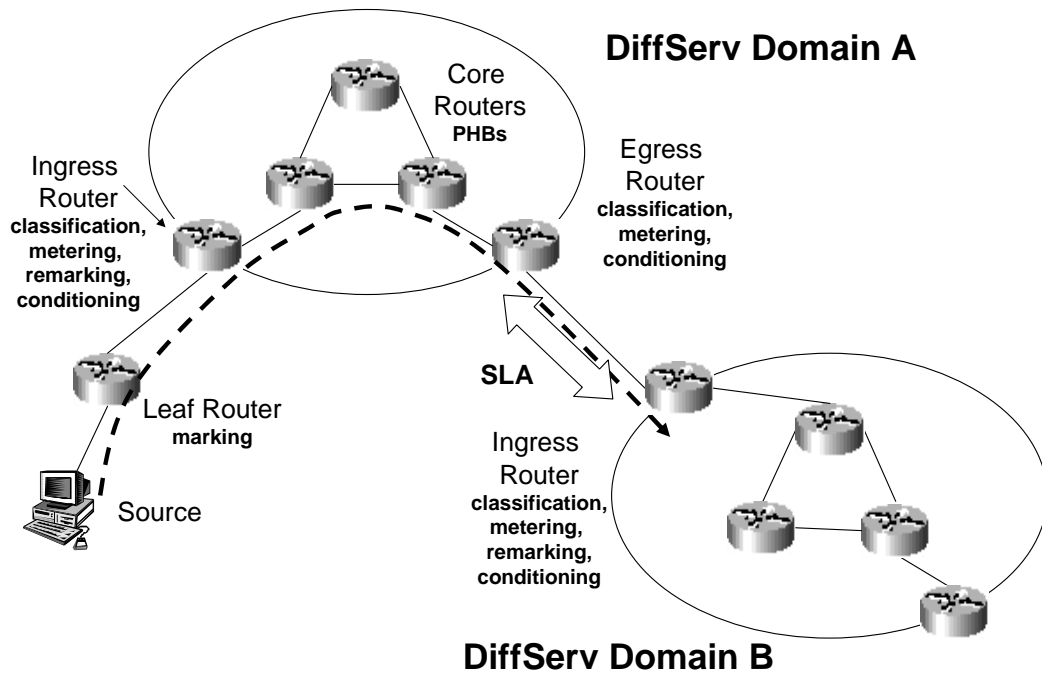 DiffServ Domain A
Core
Routers
PHBs
Ingress
Router
classification,
metering,
remarking,
conditioning
Egress
Router
classification,
metering,
conditioning
SLA
Leaf Router
marking
Source
Ingress
Router
classification,
metering,
remarking,
conditioning
DiffServ Domain B